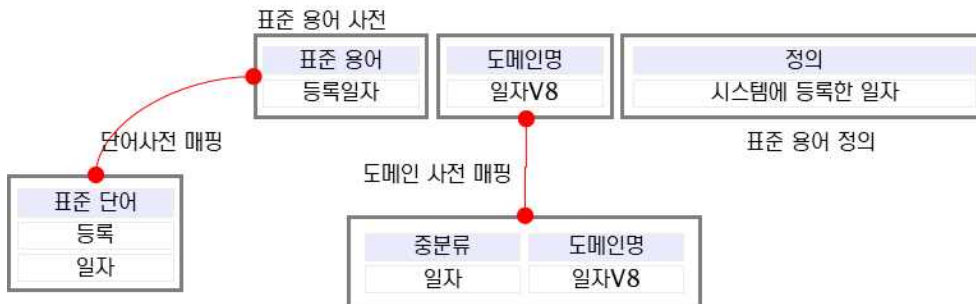 표준 용어 사전
표준 용어
등록일자
도메인명
일자V8
정의
시스템에 등록한 일자
표준 용어 정의
단어사전 매핑
도메인 사전 매핑
표준 단어
등록
일자
중분류
도메인명
일자
일자V8